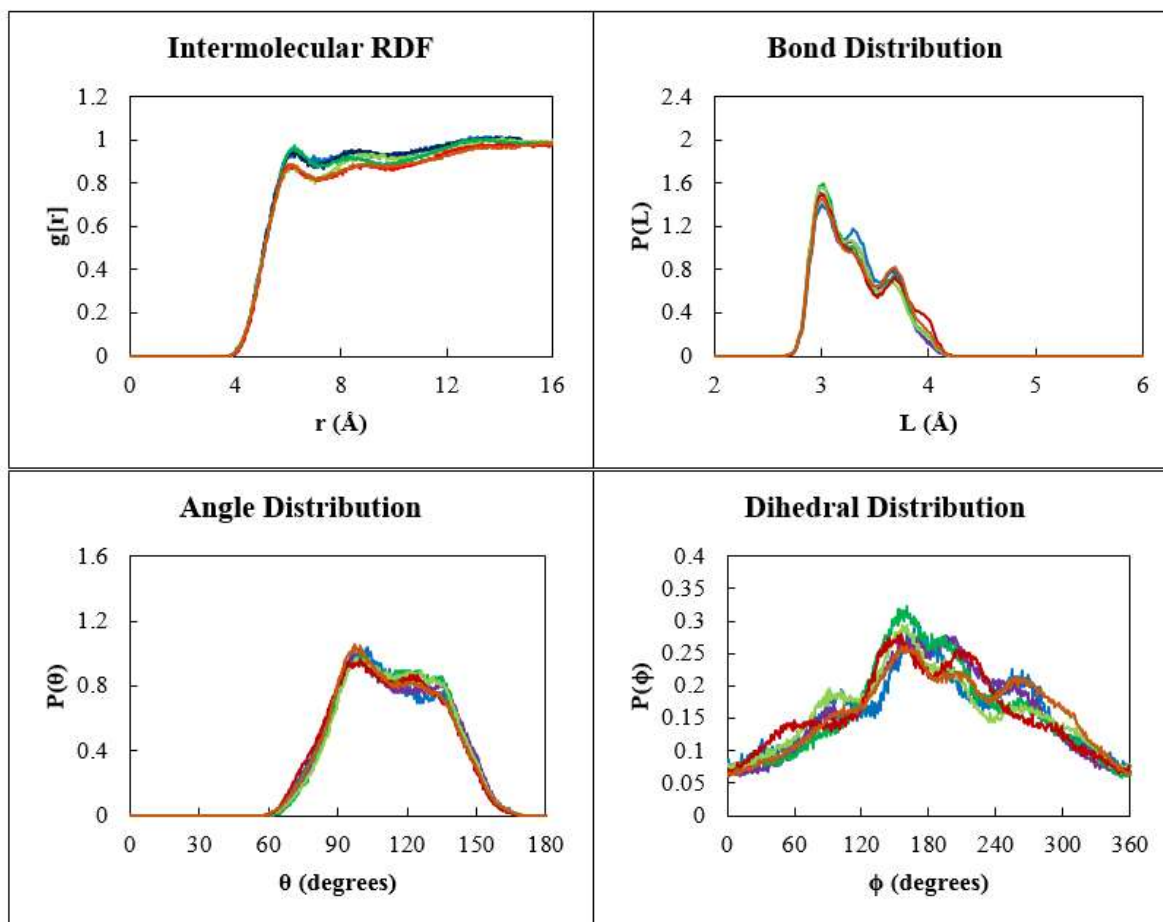 Intermolecular RDF
1.2
1
0.8
0.6
0.4
0.2
0
g[r]
0 4 8 12 16
r (Å)
Bond Distribution
2.4
2
1.6
1.2
0.8
0.4
0
P(L)
2 3 4 5 6
L (Å)
Angle Distribution
1.6
1.2
0.8
0.4
0
P(θ)
0 30 60 90 120 150 180
θ (degrees)
Dihedral Distribution
0.4
0.35
0.3
0.25
0.2
0.15
0.1
0.05
0
P(ϕ)
0 60 120 180 240 300 360
ϕ (degrees)